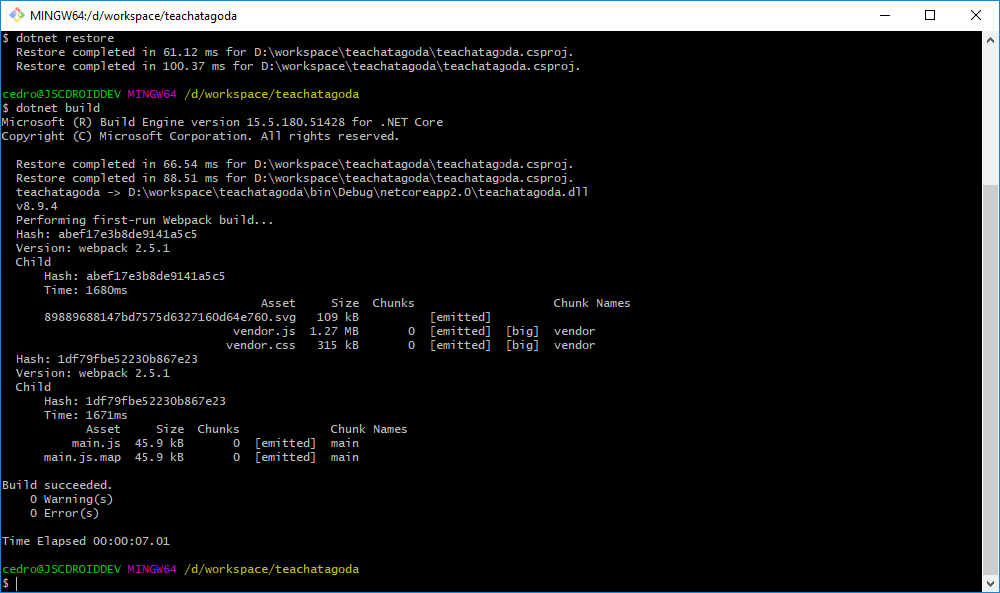 MINGW64:/d/workspace/teachatagoda
$ dotnet restore
  Restore completed in 61.12 ms for D:\workspace\teachatagoda\teachatagoda.csproj.
  Restore completed in 100.37 ms for D:\workspace\teachatagoda\teachatagoda.csproj.

cedro@JSCDROIDDEV MINGW64 /d/workspace/teachatagoda
$ dotnet build
Microsoft (R) Build Engine version 15.5.180.51428 for .NET Core
Copyright (C) Microsoft Corporation. All rights reserved.

  Restore completed in 66.54 ms for D:\workspace\teachatagoda\teachatagoda.csproj.
  Restore completed in 88.51 ms for D:\workspace\teachatagoda\teachatagoda.csproj.
  teachatagoda -> D:\workspace\teachatagoda\bin\Debug\netcoreapp2.0\teachatagoda.dll
  v8.9.4
  Performing first-run Webpack build...
  Hash: abef17e3b8de9141a5c5
  Version: webpack 2.5.1
  Child
      Hash: abef17e3b8de9141a5c5
      Time: 1680ms
                                     Asset     Size  Chunks                    Chunk Names
      89889688147bd7575d6327160d64e760.svg   109 kB          [emitted]
                                 vendor.js  1.27 MB       0  [emitted]  [big]  vendor
                                vendor.css   315 kB       0  [emitted]  [big]  vendor
  Hash: 1df79fbe52230b867e23
  Version: webpack 2.5.1
  Child
      Hash: 1df79fbe52230b867e23
      Time: 1671ms
            Asset     Size  Chunks             Chunk Names
          main.js  45.9 kB       0  [emitted]  main
      main.js.map  45.9 kB       0  [emitted]  main

Build succeeded.
    0 Warning(s)
    0 Error(s)

Time Elapsed 00:00:07.01

cedro@JSCDROIDDEV MINGW64 /d/workspace/teachatagoda
$